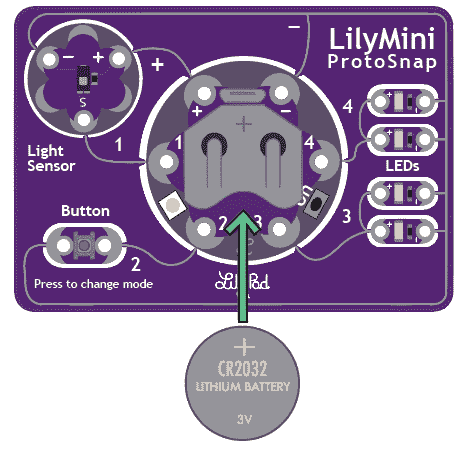 LilyMini
ProtoSnap
−
− +
+
S
+ −
1
1
4
4
Light
Sensor
LEDs
Button
2
2
3
3
Press to change mode
LilyPad
+
CR2032
LITHIUM BATTERY
3V